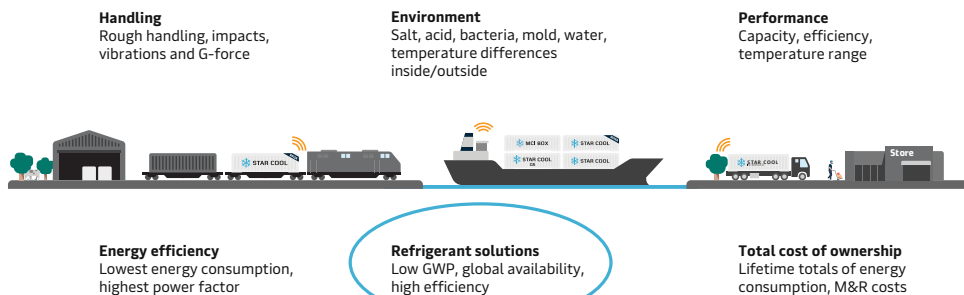 Handling
Rough handling, impacts,
vibrations and G-force
Environment
Salt, acid, bacteria, mold, water,
temperature differences
inside/outside
Performance
Capacity, efficiency,
temperature range
STAR COOL
MCI BOX
STAR COOL
STAR COOL
CA
STAR COOL
STAR COOL
Store
Energy efficiency
Lowest energy consumption,
highest power factor
Refrigerant solutions
Low GWP, global availability,
high efficiency
Total cost of ownership
Lifetime totals of energy
consumption, M&R costs